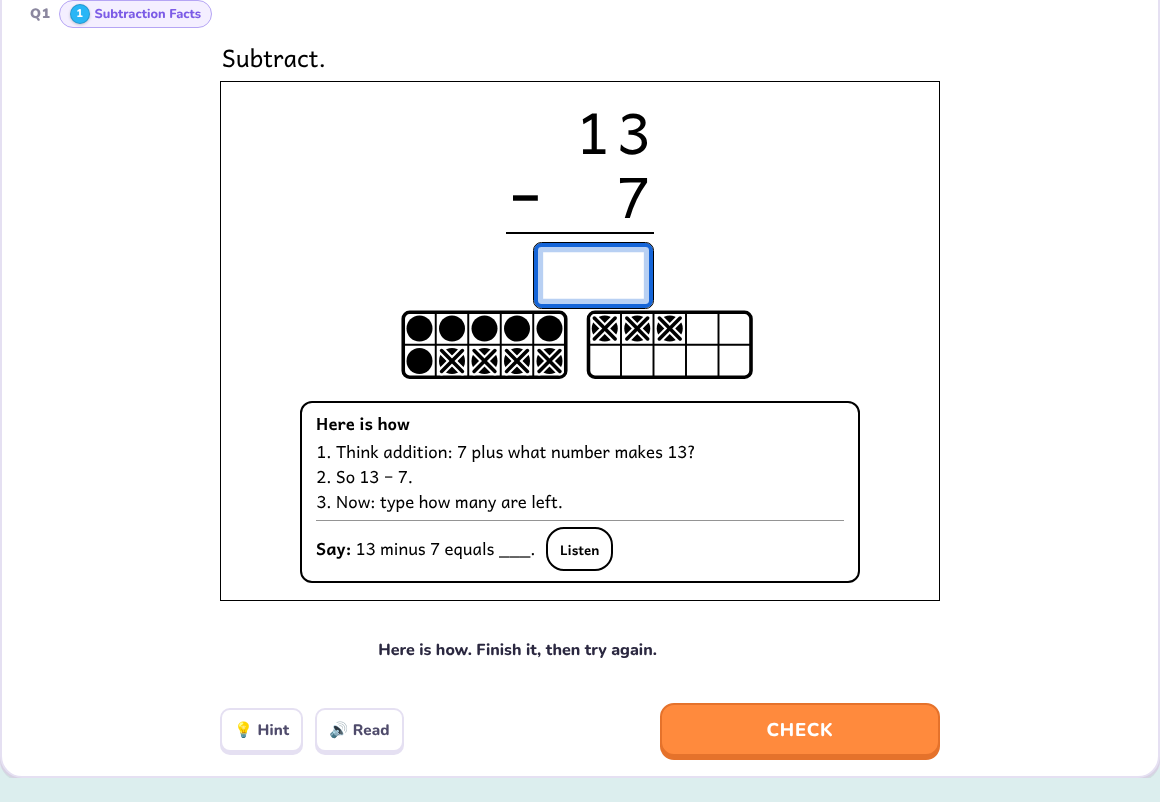 Q1 1 Subtraction Facts
Subtract.
13
− 7
Here is how
1. Think addition: 7 plus what number makes 13?
2. So 13 − 7.
3. Now: type how many are left.
Say: 13 minus 7 equals ___. Listen
Here is how. Finish it, then try again.
💡 Hint 🔊 Read CHECK